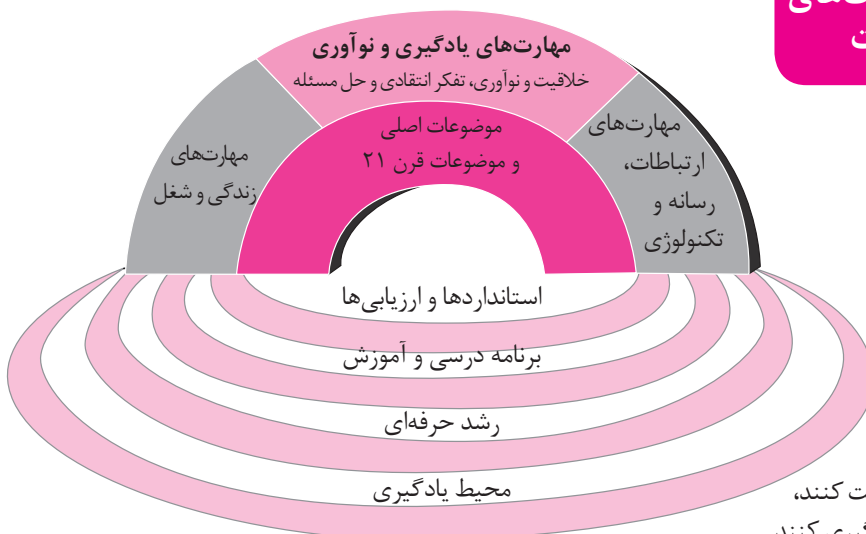 مهارت‌های یادگیری و نوآوری
خلاقیت و نوآوری، تفکر انتقادی و حل مسئله
موضوعات اصلی
و موضوعات قرن ۲۱
مهارت‌های
ارتباطات،
رسانه و
تکنولوژی
مهارت‌های
زندگی و شغل
استانداردها و ارزیابی‌ها
برنامه درسی و آموزش
رشد حرفه‌ای
محیط یادگیری
کنند،
کنند